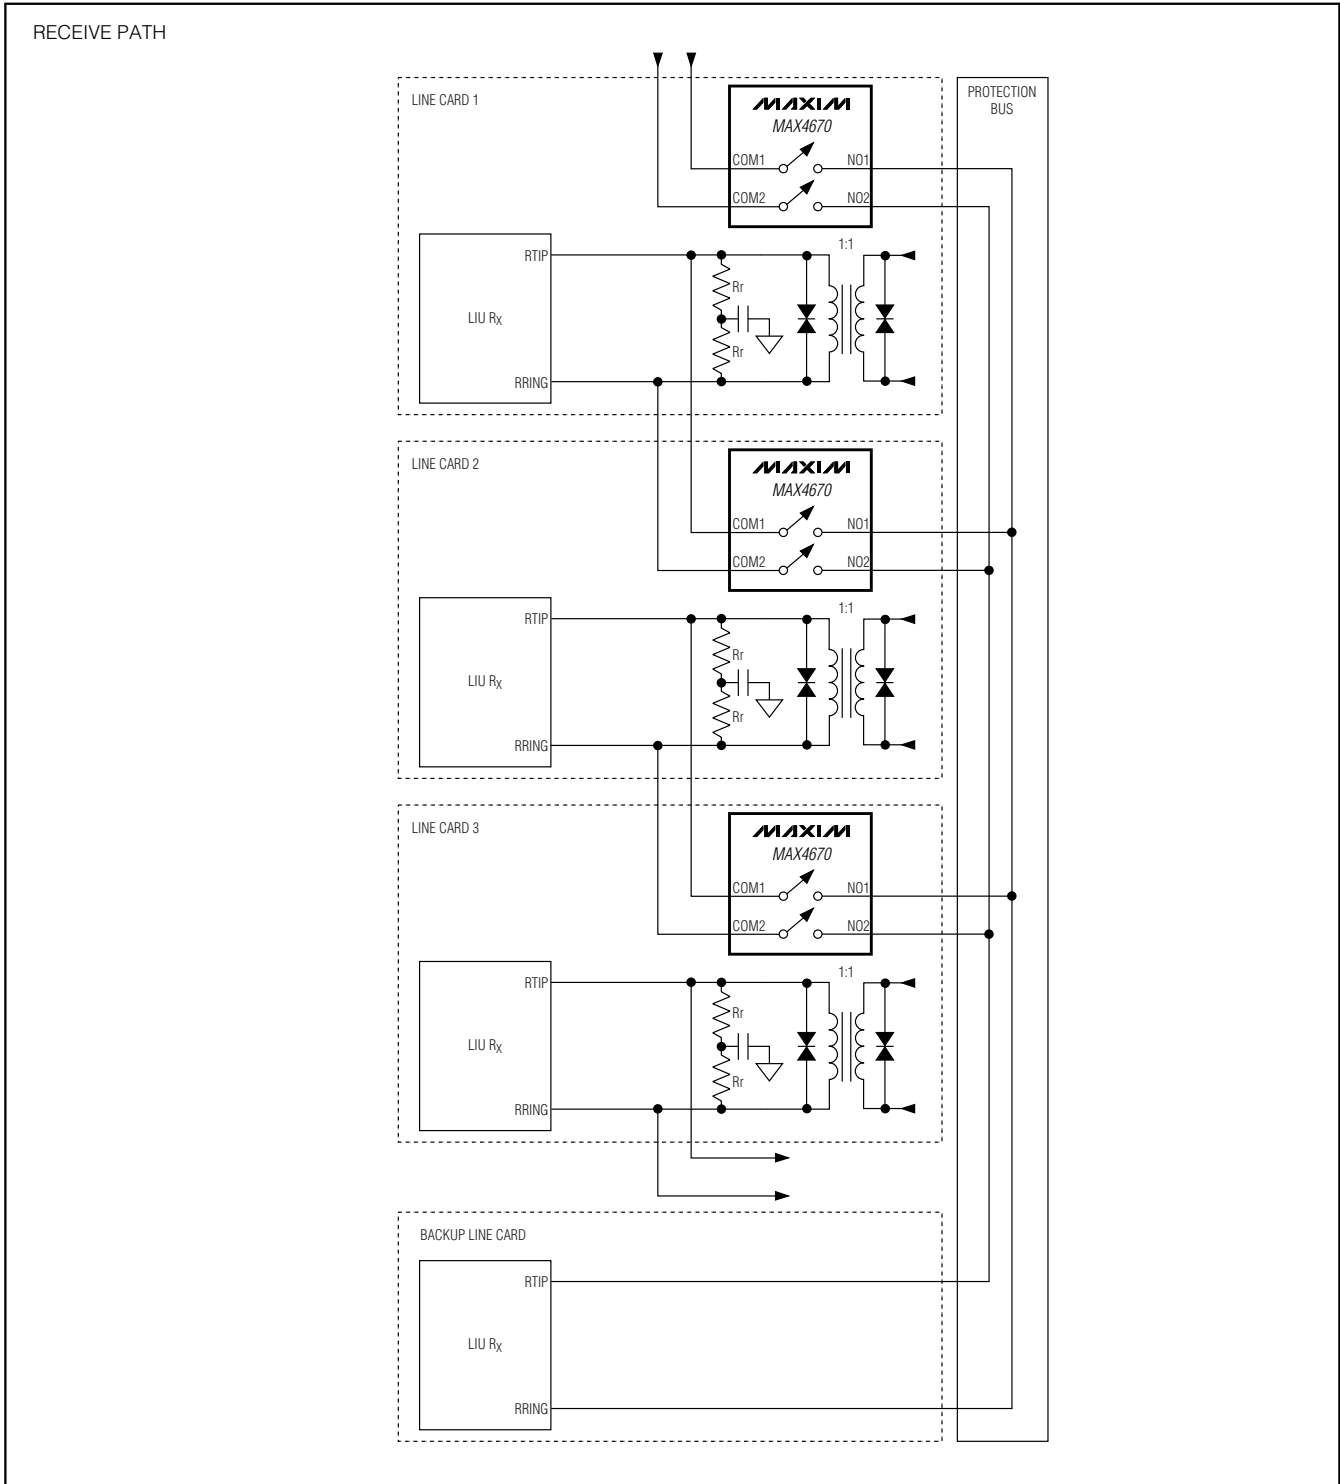 RECEIVE PATH
LINE CARD 1
MAXIM
MAX4670
COM1
NO1
COM2
NO2
PROTECTION
BUS
1:1
RTIP
Rr
LIU RX
Rr
RRING
LINE CARD 2
MAXIM
MAX4670
COM1
NO1
COM2
NO2
1:1
RTIP
Rr
LIU RX
Rr
RRING
LINE CARD 3
MAXIM
MAX4670
COM1
NO1
COM2
NO2
1:1
RTIP
Rr
LIU RX
Rr
RRING
BACKUP LINE CARD
RTIP
LIU RX
RRING